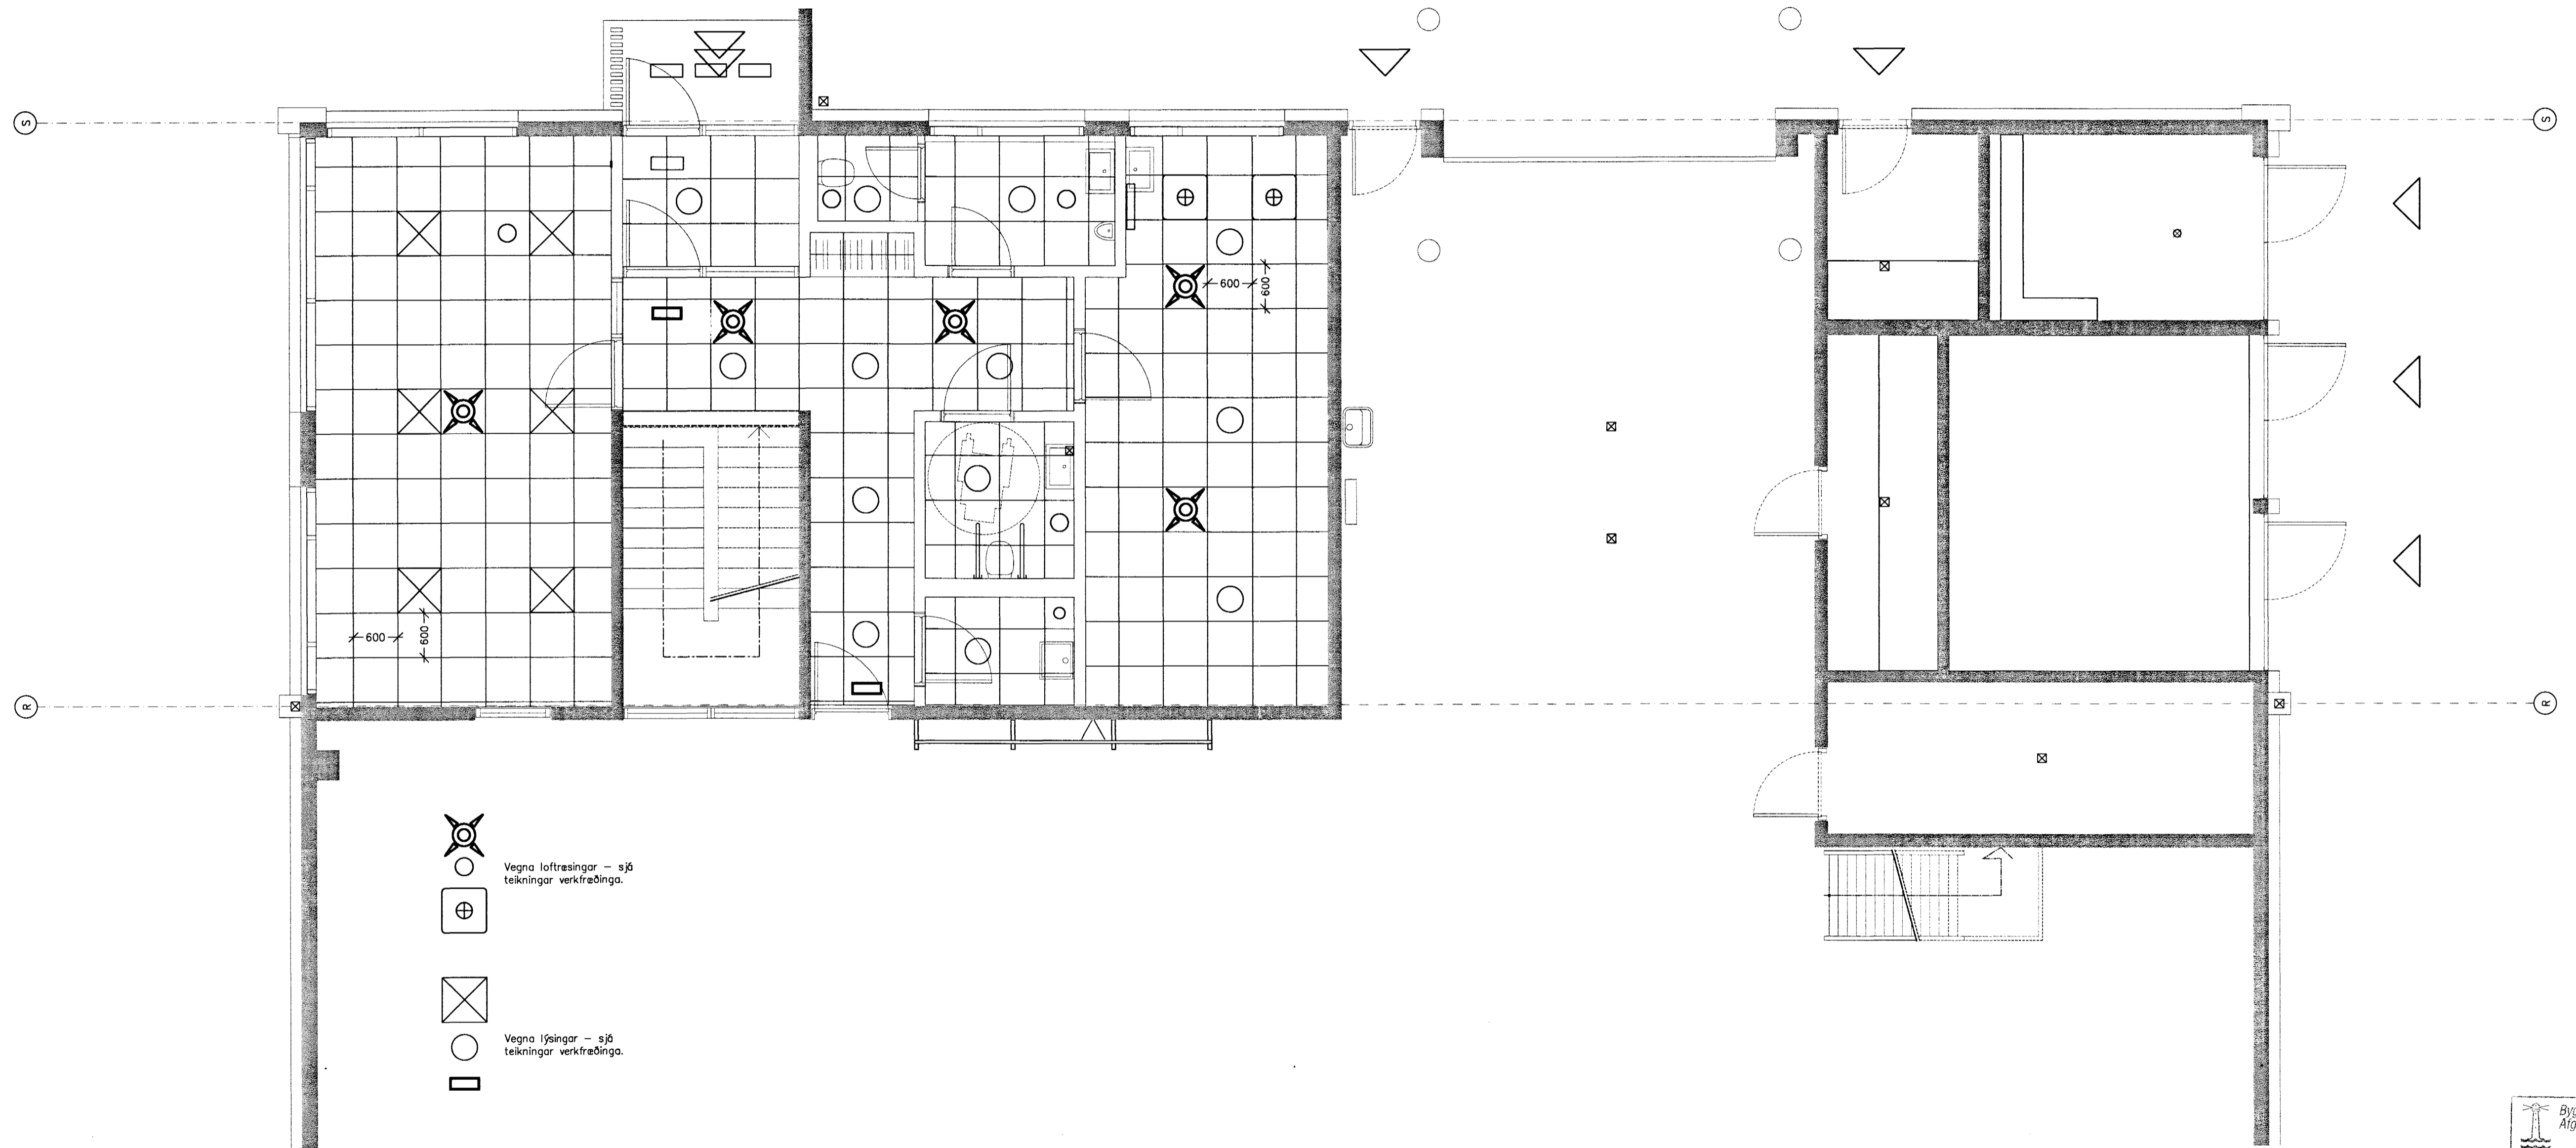 S
S
600
600
600
600
R
R
Vegna loftræsingar – sjá
teikningar verkfræðinga.
Vegna lýsingar – sjá
teikningar verkfræðinga.